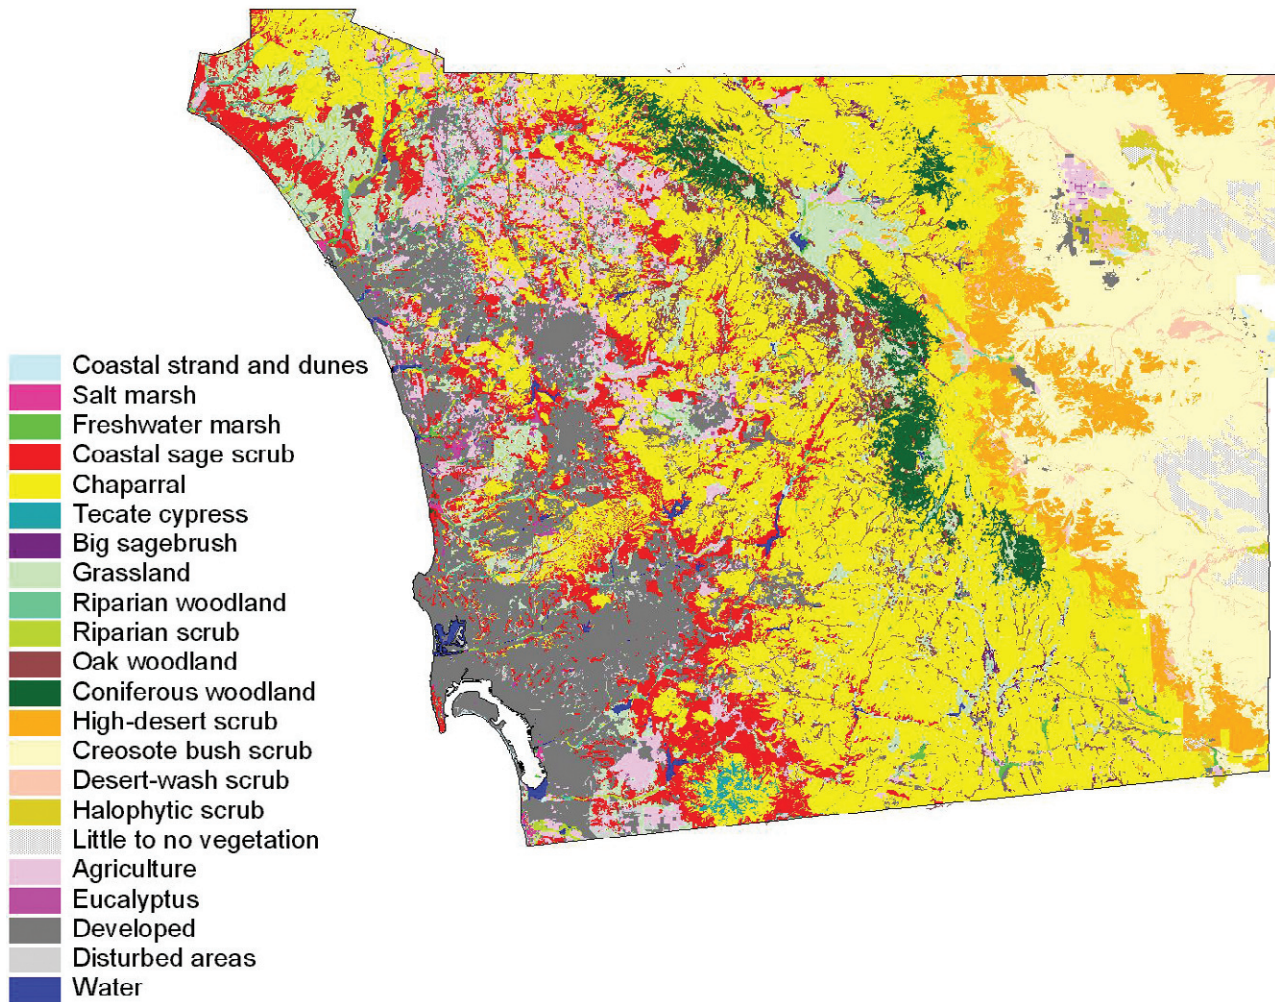 Coastal strand and dunes
Salt marsh
Freshwater marsh
Coastal sage scrub
Chaparral
Tecate cypress
Big sagebrush
Grassland
Riparian woodland
Riparian scrub
Oak woodland
Coniferous woodland
High-desert scrub
Creosote bush scrub
Desert-wash scrub
Halophytic scrub
Little to no vegetation
Agriculture
Eucalyptus
Developed
Disturbed areas
Water